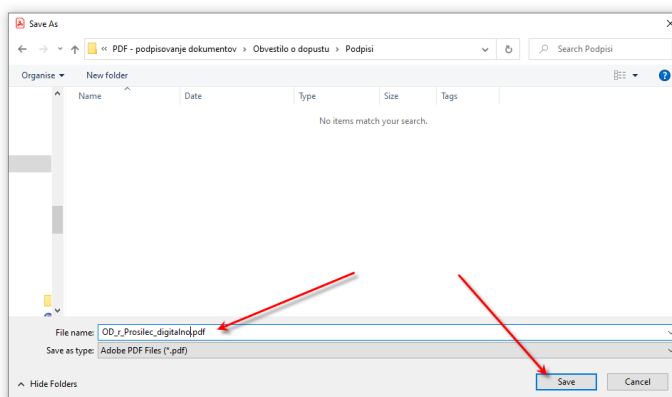 Save As
« PDF - podpisovanje dokumentov > Obvestilo o dopustu > Podpisi
Search Podpisi
Organise
New folder
Name Date Type Size Tags
No items match your search.
File name: OD_r_Prosilec_digitalno.pdf
Save as type: Adobe PDF Files (*.pdf)
Hide Folders
Save
Cancel